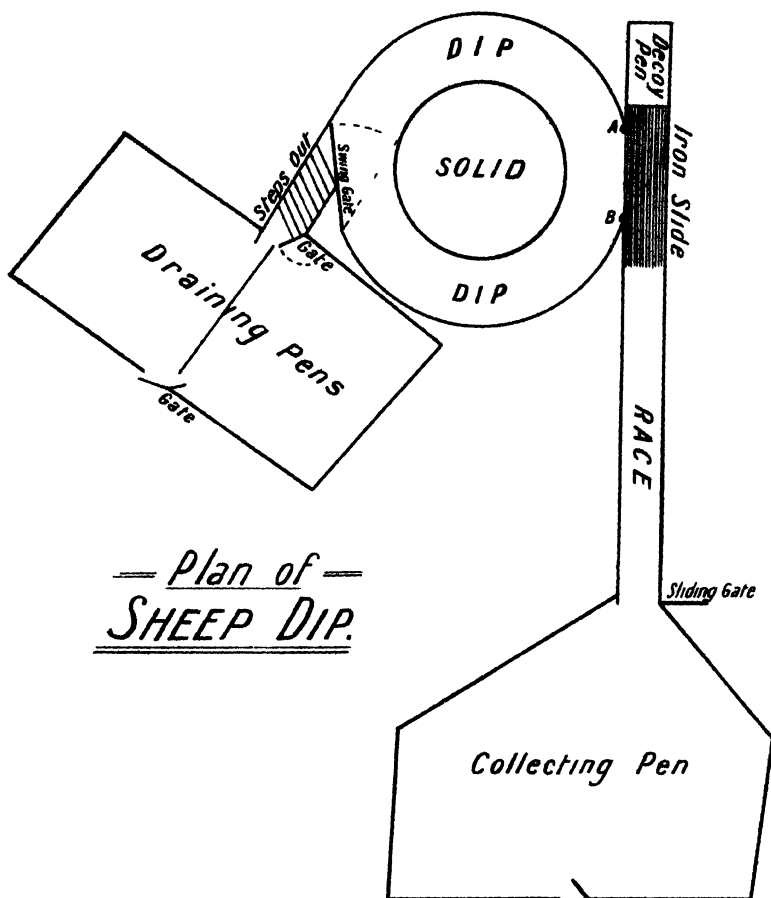 DIP
Decoy
Pen
A
Iron Slide
Steps Out
Swing Gate
SOLID
B
Gate
Draining Pens
DIP
Gate
RACE
Plan of
SHEEP DIP.
Sliding Gate
Collecting Pen